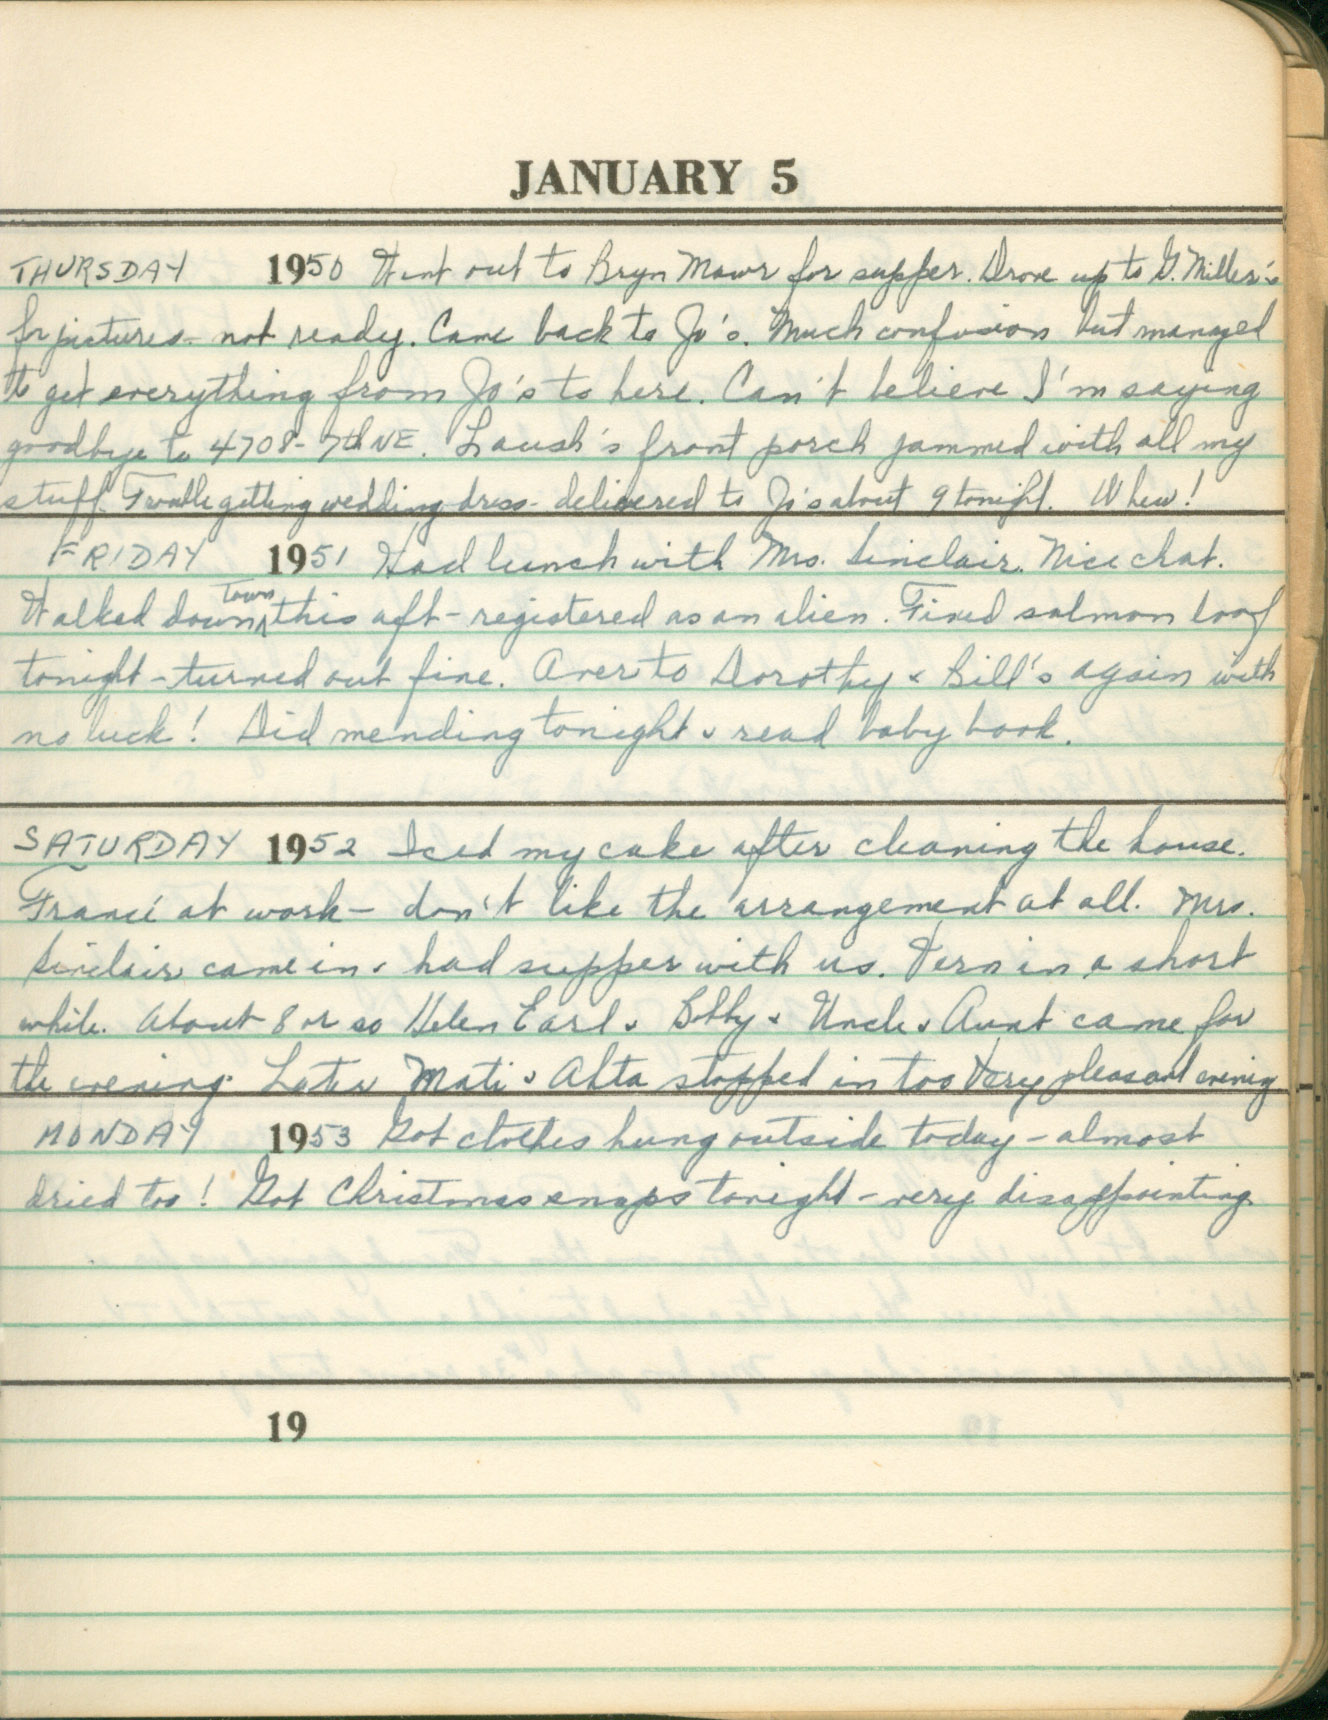 JANUARY 5
THURSDAY 1950 Went out to Bryn Mawr for supper. Drove up to G. Miller's
for pictures - not ready. Came back to Jo's. Much confusion but managed
to get everything from Jo's to here. Can't believe I'm saying
goodbye to 4708 - 7th NE. Laush's front porch jammed with all my
stuff. Trouble getting wedding dress - delivered to Jo's about 9 tonight. Whew!
FRIDAY 1951 Had lunch with Mrs. Sinclair. Nice chat.
Walked down town this aft - registered as an alien. Fixed salmon loaf
tonight - turned out fine. Over to Dorothy & Bill's again with
no luck! Did mending tonight & read baby book.
SATURDAY 1952 Iced my cake after cleaning the house.
at work - don't like the arrangement at all. Mrs.
Sinclair came in & had supper with us. Vern in a short
while. About 8 or so Helen Earl & Bobby & Uncle & Aunt came for
the evening. Later & Alta stopped in too Very pleasant evening
MONDAY 1953 Got clothes hung outside today - almost
dried too! Got Christmas snaps tonight - very disappointing.
19